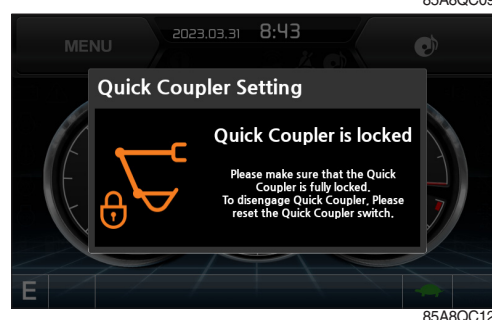 85A8QC09
MENU
2023.03.31 8:43
Quick Coupler Setting
Quick Coupler is locked
Please make sure that the Quick
Coupler is fully locked.
To disengage Quick Coupler, Please
reset the Quick Coupler switch.
E
85A8QC12